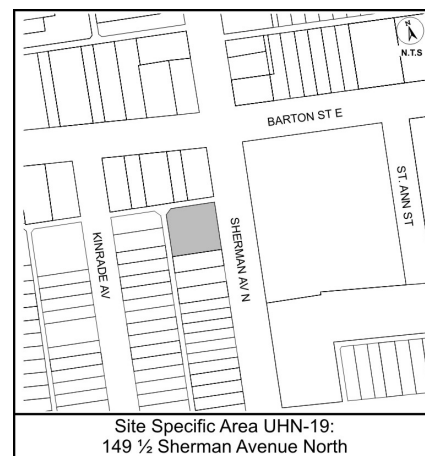 N
N.T.S
BARTON ST E
ST. ANN ST
SHERMAN AV N
KINRADE AV
Site Specific Area UHN-19:
149 ½ Sherman Avenue North